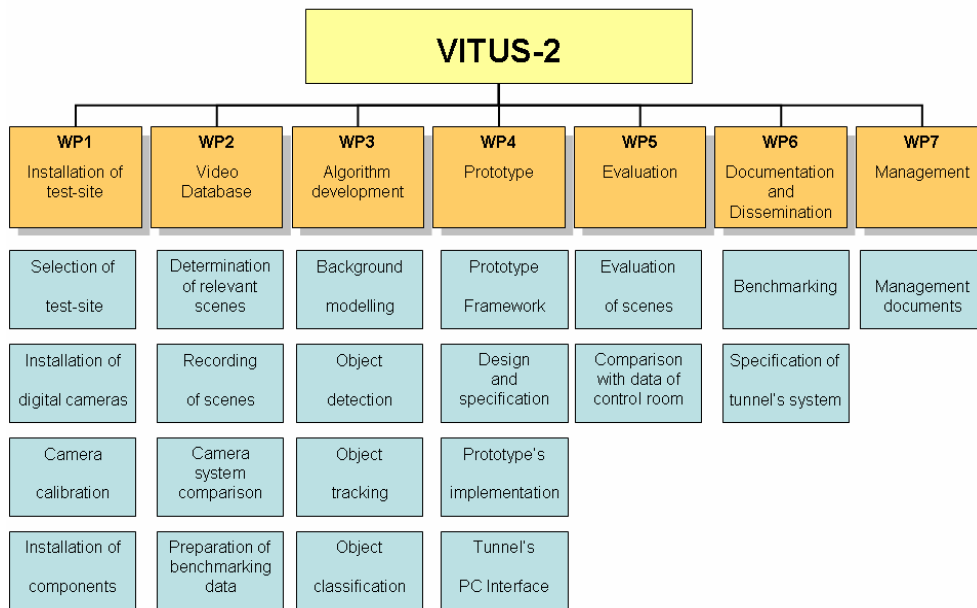 VITUS-2
WP1
Installation of
test-site
WP2
Video
Database
WP3
Algorithm
development
WP4
Prototype
WP5
Evaluation
WP6
Documentation
and
Dissemination
WP7
Management
Selection of
test-site
Determination
of relevant
scenes
Background
modelling
Prototype
Framework
Evaluation
of scenes
Benchmarking
Management
documents
Installation of
digital cameras
Recording
of scenes
Object
detection
Design
and
specification
Comparison
with data of
control room
Specification of
tunnel's system
Camera
calibration
Camera
system
comparison
Object
tracking
Prototype's
implementation
Installation of
components
Preparation of
benchmarking
data
Object
classification
Tunnel's
PC Interface